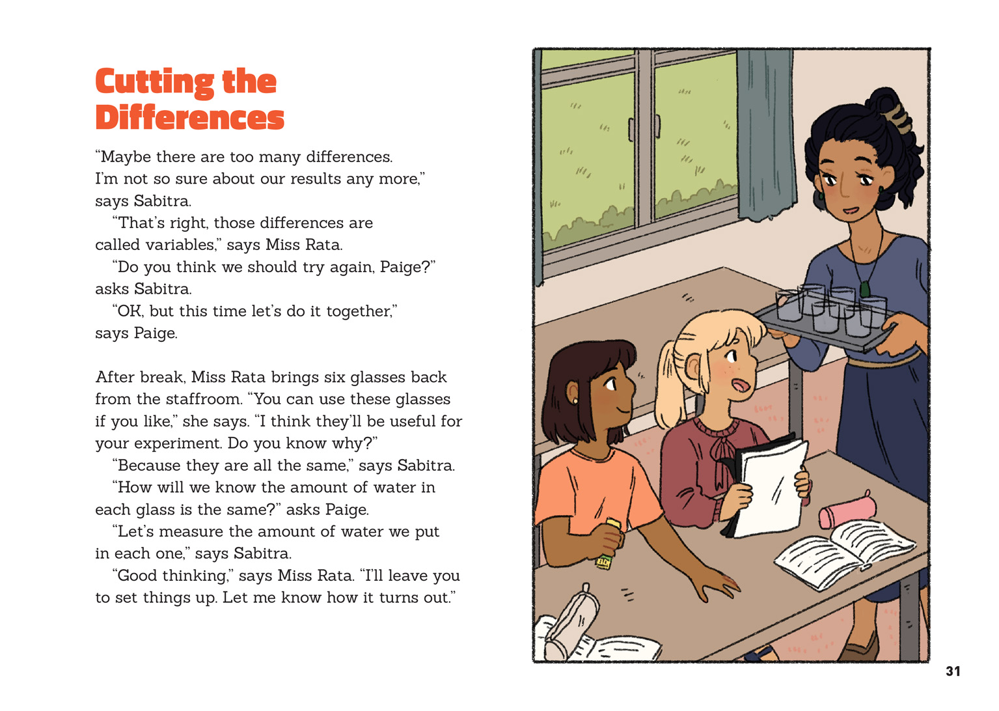 Cutting the
Differences
“Maybe there are too many differences.
I’m not so sure about our results any more,”
says Sabitra.
“That’s right, those differences are
called variables,” says Miss Rata.
“Do you think we should try again, Paige?”
asks Sabitra.
“OK, but this time let’s do it together,”
says Paige.
After break, Miss Rata brings six glasses back
from the staffroom. “You can use these glasses
if you like,” she says. “I think they’ll be useful for
your experiment. Do you know why?”
“Because they are all the same,” says Sabitra.
“How will we know the amount of water in
each glass is the same?” asks Paige.
“Let’s measure the amount of water we put
in each one,” says Sabitra.
“Good thinking,” says Miss Rata. “I’ll leave you
to set things up. Let me know how it turns out.”
31